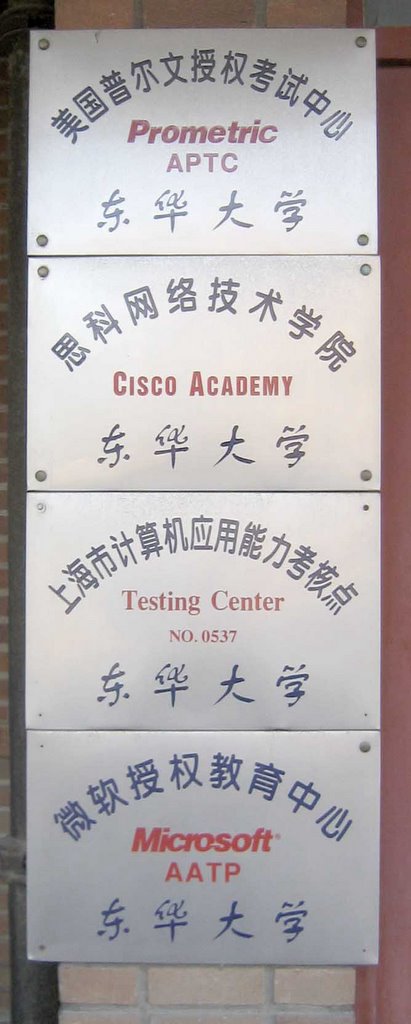 美国普尔文授权考试中心
Prometric
APTC
东华大学
思科网络技术学院
CISCO ACADEMY
东华大学
上海市计算机应用能力考核点
Testing Center
NO. 0537
东华大学
微软授权教育中心
Microsoft®
AATP
东华大学